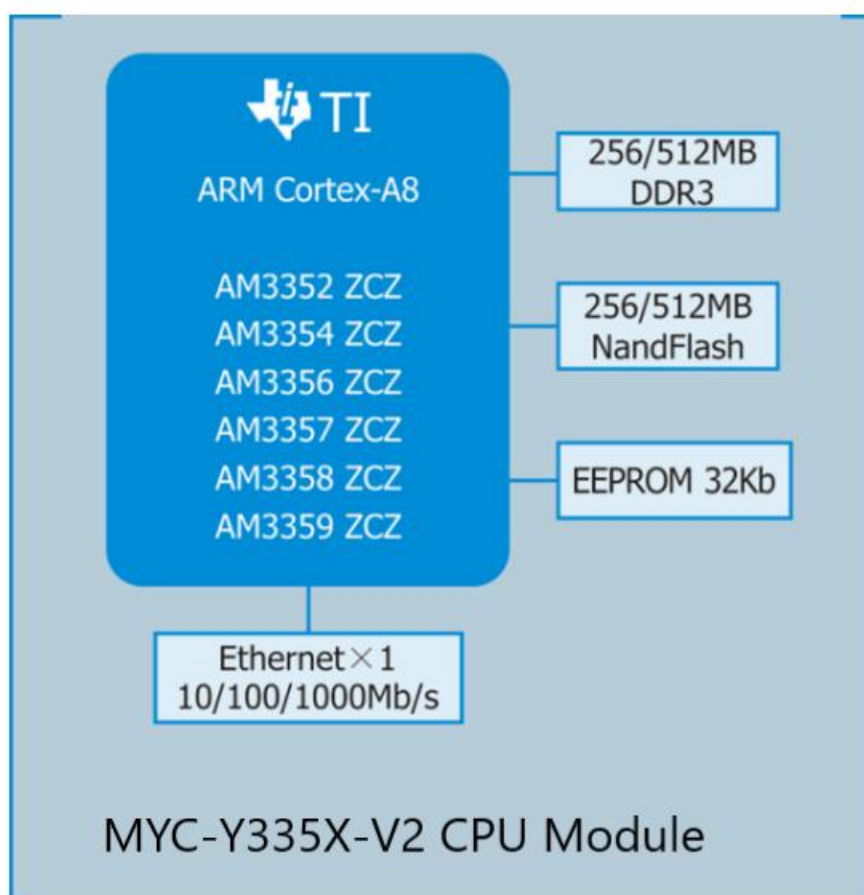 TI
ARM Cortex-A8
AM3352 ZCZ
AM3354 ZCZ
AM3356 ZCZ
AM3357 ZCZ
AM3358 ZCZ
AM3359 ZCZ
256/512MB
DDR3
256/512MB
NandFlash
EEPROM 32Kb
Ethernet×1
10/100/1000Mb/s
MYC-Y335X-V2 CPU Module